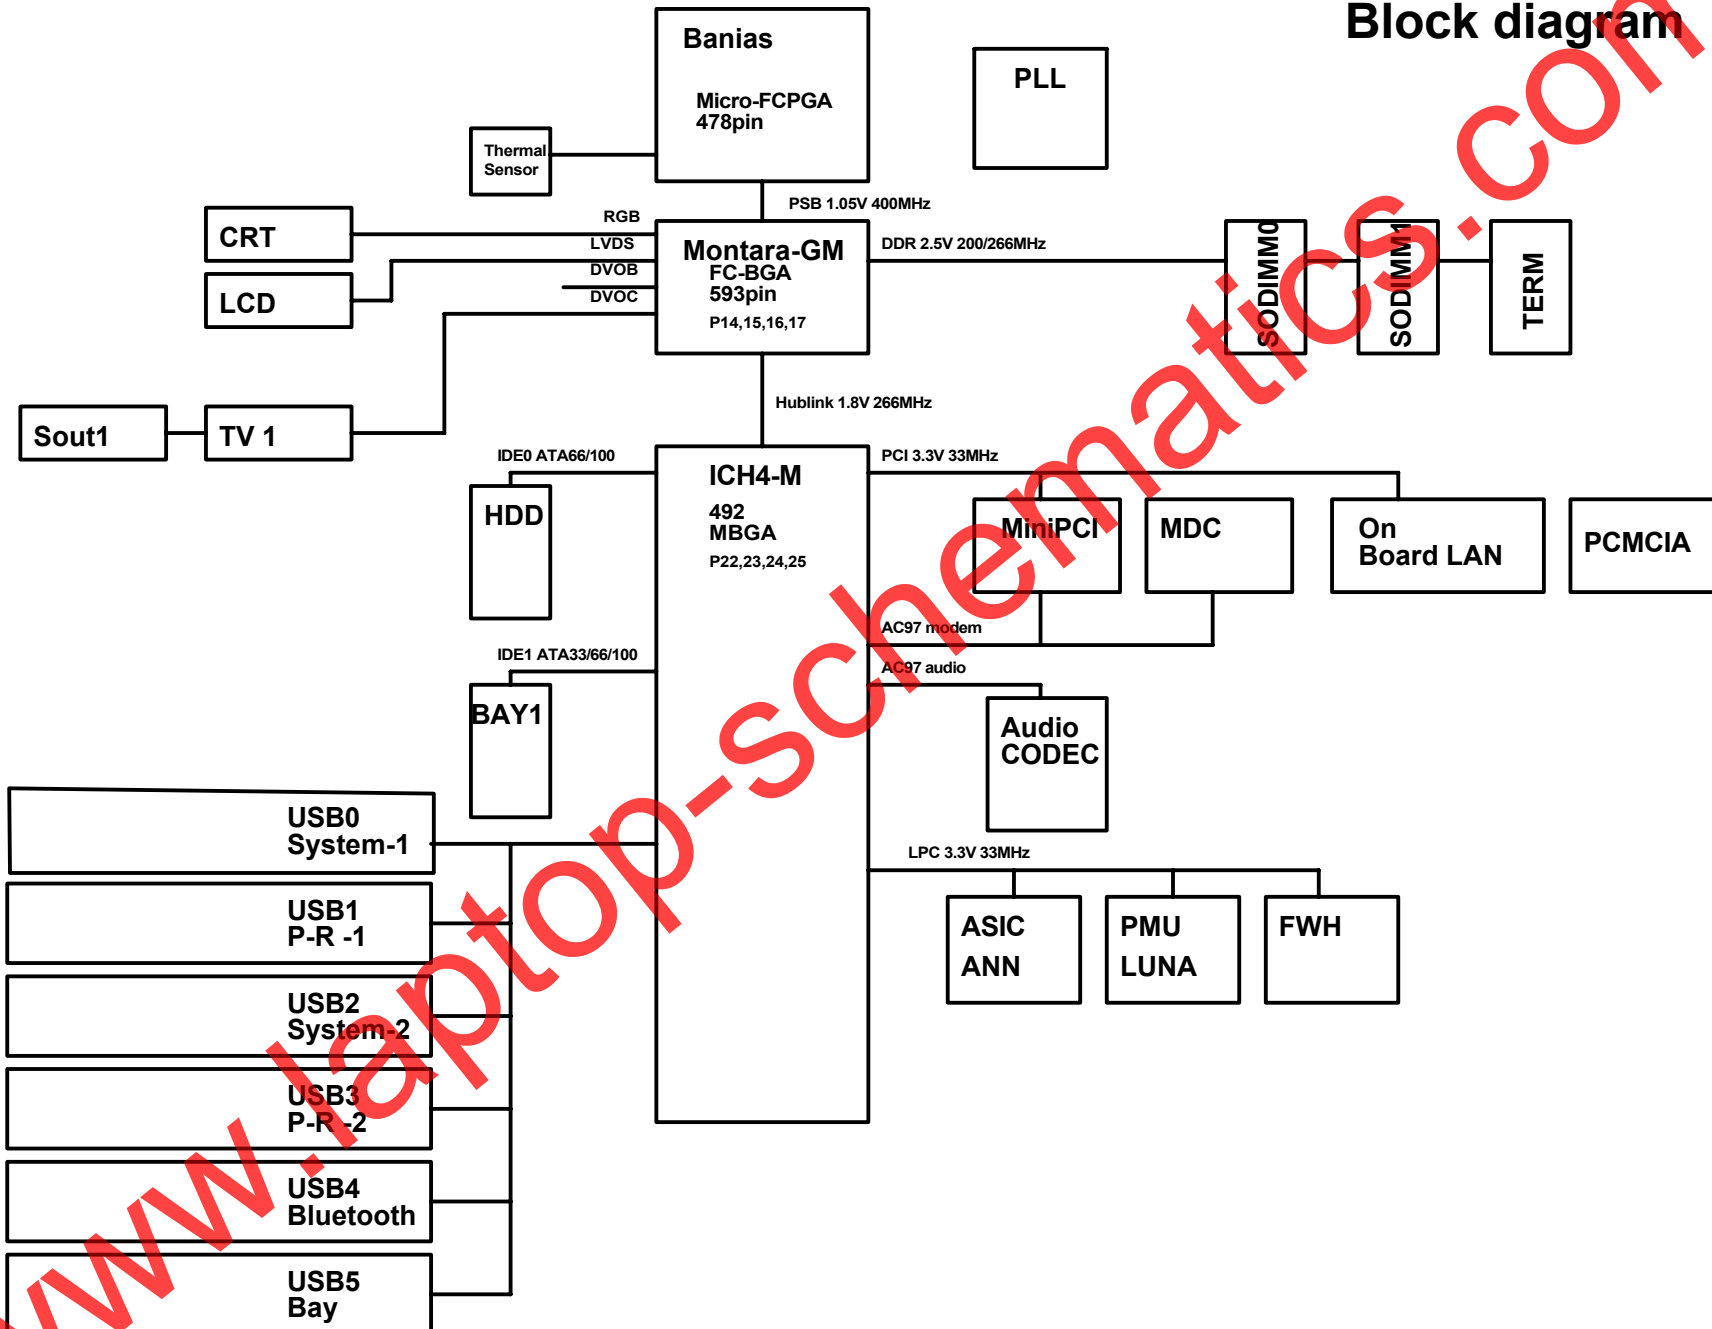 Block diagram
Banias
Micro-FCPGA
478pin
PLL
Thermal
Sensor
PSB 1.05V 400MHz
CRT
RGB
LVDS
DVOB
DVOC
LCD
Montara-GM
FC-BGA
593pin
P14,15,16,17
DDR 2.5V 200/266MHz
SODIMM0
SODIMM1
TERM
Hublink 1.8V 266MHz
Sout1
TV 1
IDE0 ATA66/100
HDD
ICH4-M
492
MBGA
P22,23,24,25
PCI 3.3V 33MHz
MiniPCI
MDC
On
Board LAN
PCMCIA
AC97 modem
AC97 audio
IDE1 ATA33/66/100
BAY1
Audio
CODEC
USB0
System-1
USB1
P-R -1
USB2
System-2
USB3
P-R -2
USB4
Bluetooth
USB5
Bay
LPC 3.3V 33MHz
ASIC
ANN
PMU
LUNA
FWH
www.laptop-schematics.com